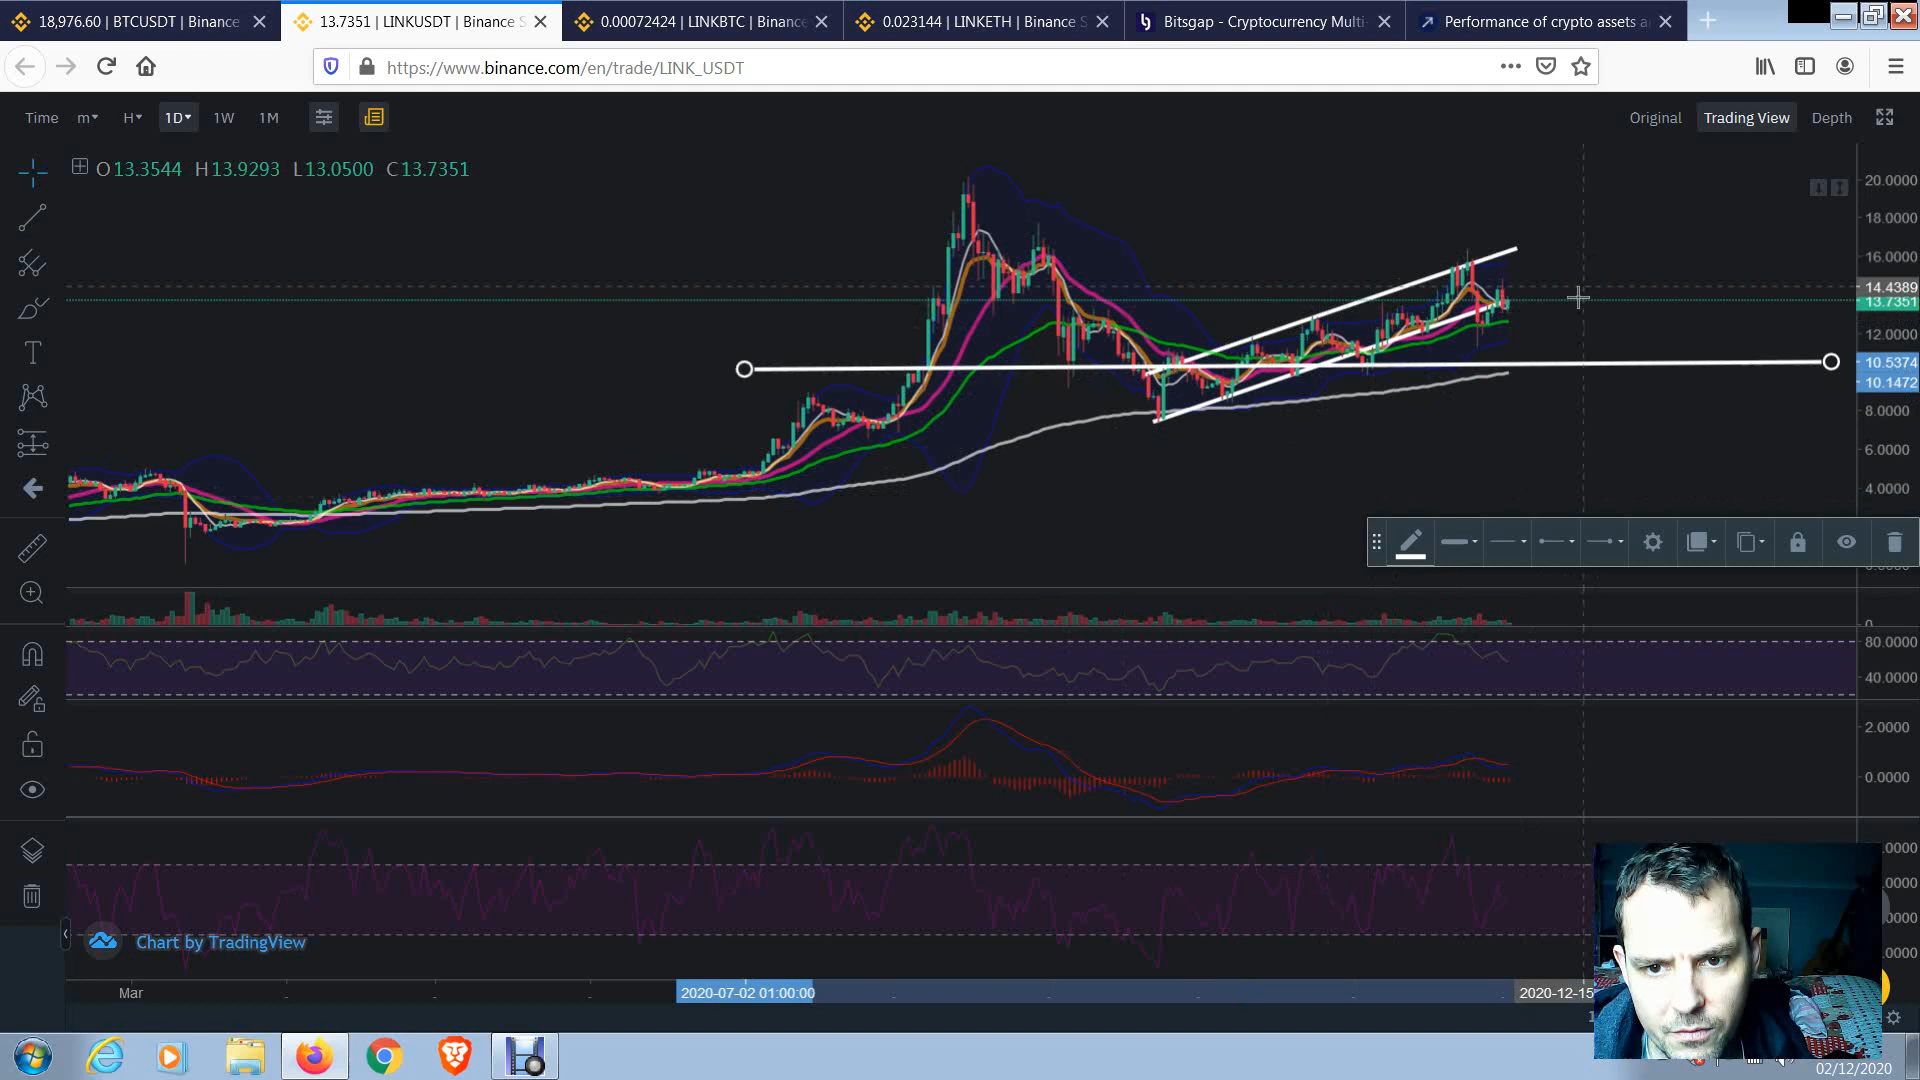 18,976.60 | BTCUSDT | Binance
13.7351 | LINKUSDT | Binance S
0.00072424 | LINKBTC | Binance
0.023144 | LINKETH | Binance S
Bitsgap - Cryptocurrency Multi-
Performance of crypto assets a
https://www.binance.com/en/trade/LINK_USDT
Time m H 1D 1W 1M
Original Trading View Depth
O13.3544 H13.9293 L13.0500 C13.7351
20.0000
18.0000
16.0000
14.4389
13.7351
12.0000
10.5374
10.1472
8.0000
6.0000
4.0000
80.0000
40.0000
2.0000
0.0000
Chart by TradingView
Mar
2020-07-02 01:00:00
2020-12-15
02/12/2020